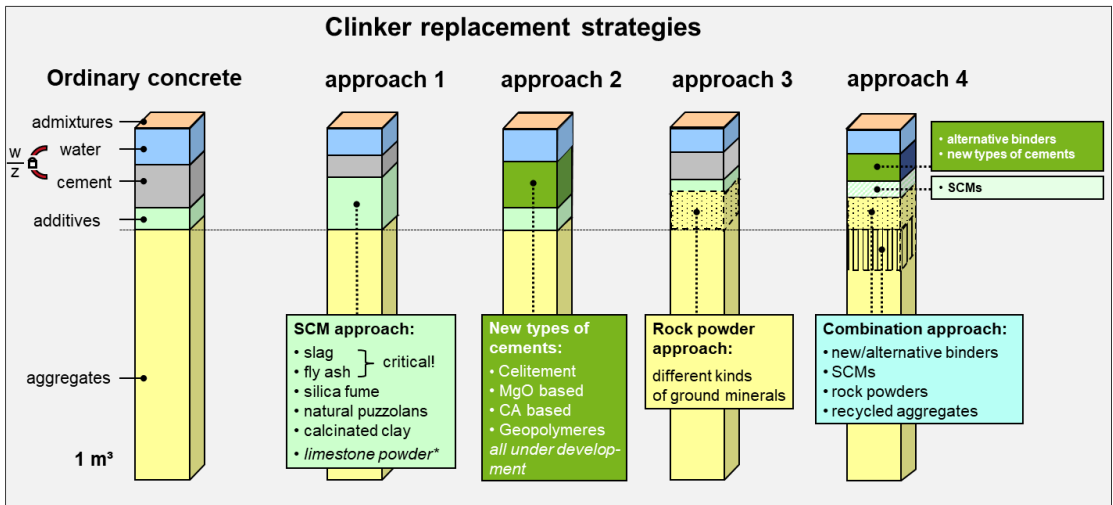 Clinker replacement strategies
Ordinary concrete
approach 1
approach 2
approach 3
approach 4
admixtures
w
z
water
cement
additives
aggregates
1 m³
• alternative binders
• new types of cements
• SCMs
SCM approach:
• slag
• fly ash
critical!
• silica fume
• natural puzzolans
• calcinated clay
• limestone powder*
New types of
cements:
• Celitement
• MgO based
• CA based
• Geopolymeres
all under develop-
ment
Rock powder
approach:
different kinds
of ground minerals
Combination approach:
• new/alternative binders
• SCMs
• rock powders
• recycled aggregates